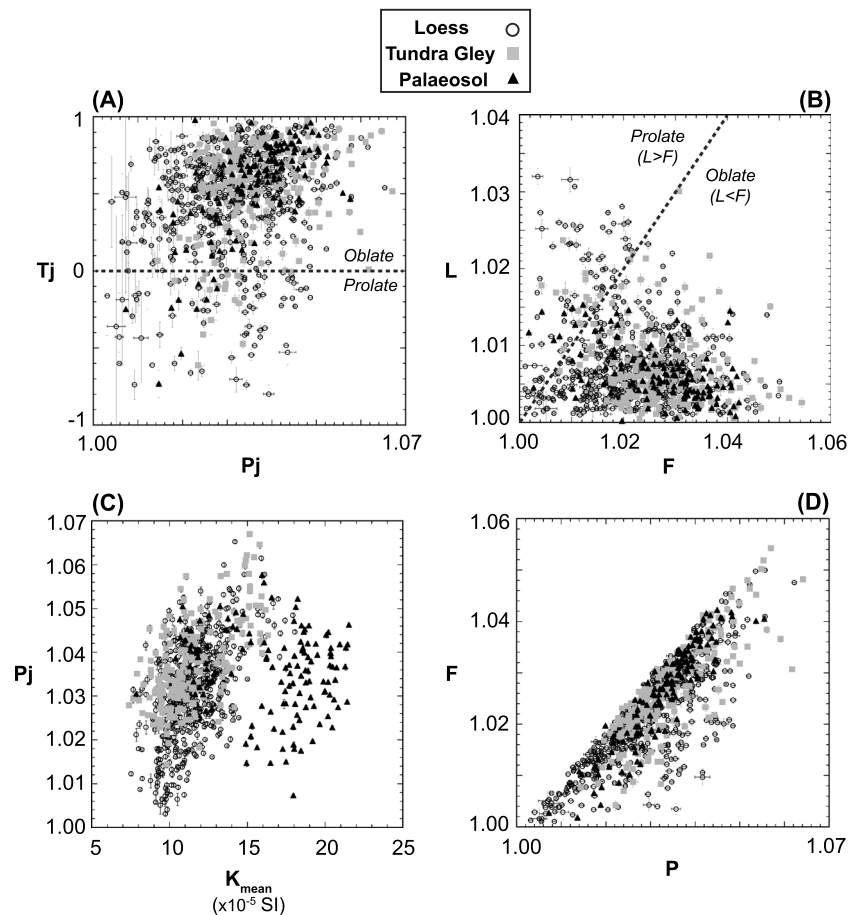 Loess
Tundra Gley
Palaeosol
(A)
1
Tj
0
-1
Oblate
Prolate
1.00
1.07
Pj
(B)
1.04
1.03
1.02
1.01
1.00
L
Prolate
(L>F)
Oblate
(L<F)
1.00
1.02
1.04
1.06
F
(C)
1.07
1.06
1.05
1.04
1.03
1.02
1.01
1.00
Pj
5
10
15
20
25
Kmean
(x10-5 SI)
(D)
1.06
1.04
1.02
1.00
F
1.00
1.07
P